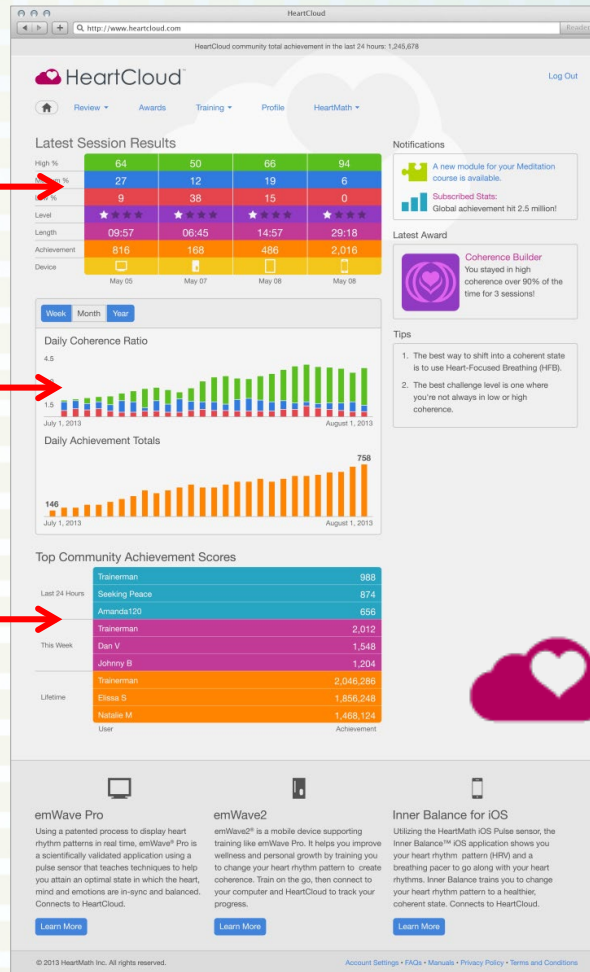 HeartCloud
http://www.heartcloud.com
Reader
HeartCloud community total achievement in the last 24 hours: 1,245,678
HeartCloud™
Log Out
Review Awards Training Profile HeartMath
Latest Session Results
High % 64 50 66 94
27 12 19 6
9 38 15 0
Level
Length 09:57 06:45 14:57 29:18
Achievement 816 168 486 2,016
Device
May 05 May 07 May 08 May 08
Notifications
A new module for your Meditation
course is available.
Subscribed Stats:
Global achievement hit 2.5 million!
Latest Award
Coherence Builder
You stayed in high
coherence over 90% of the
time for 3 sessions!
Tips
1. The best way to shift into a coherent state
is to use Heart-Focused Breathing (HFB).
2. The best challenge level is one where
you're not always in low or high
coherence.
Week Month Year
Daily Coherence Ratio
4.5
1.5
July 1, 2013 August 1, 2013
Daily Achievement Totals
758
146
July 1, 2013 August 1, 2013
Top Community Achievement Scores
Last 24 Hours
Trainerman 988
Seeking Peace 874
Amanda120 656
This Week
Trainerman 2,012
Dan V 1,548
Johnny B 1,204
Lifetime
Trainerman 2,046,286
Elissa S 1,856,248
Natalie M 1,468,124
User Achievement
emWave Pro
Using a patented process to display heart
rhythm patterns in real time, emWave® Pro is
a scientifically validated application using a
pulse sensor that teaches techniques to help
you attain an optimal state in which the heart,
mind and emotions are in-sync and balanced.
Connects to HeartCloud.
Learn More
emWave2
emWave2® is a mobile device supporting
training like emWave Pro. It helps you improve
wellness and personal growth by training you
to change your heart rhythm pattern to create
coherence. Train on the go, then connect to
your computer and HeartCloud to track your
progress.
Learn More
Inner Balance for iOS
Utilizing the HeartMath iOS Pulse sensor, the
Inner Balance™ iOS application shows you
your heart rhythm pattern (HRV) and a
breathing pacer to go along with your heart
rhythms. Inner Balance trains you to change
your heart rhythm pattern to a healthier,
coherent state. Connects to HeartCloud.
Learn More
© 2013 HeartMath Inc. All rights reserved.
Account Settings • FAQs • Manuals • Privacy Policy • Terms and Conditions